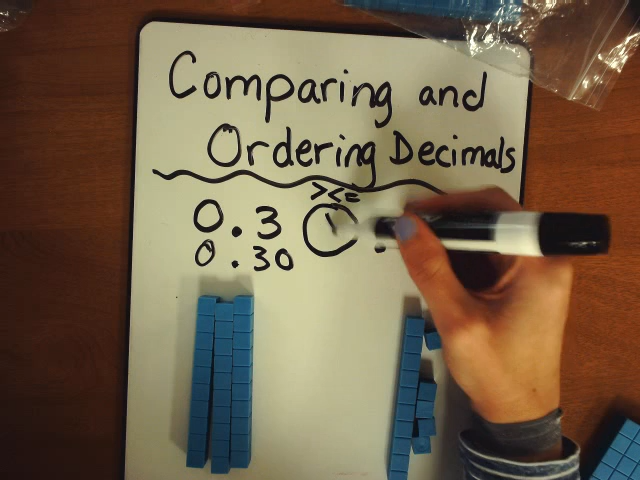 Comparing and
Ordering Decimals
><=
0.3
0.30